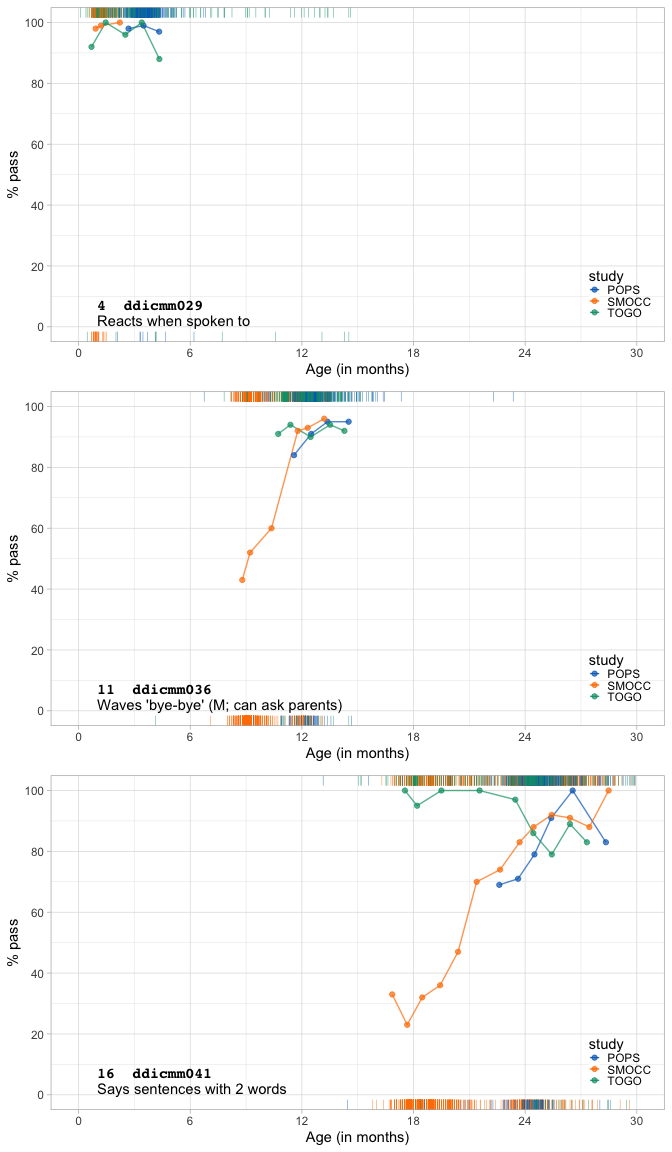 100
80
60
40
20
0
% pass
4 ddicmm029
Reacts when spoken to
study
POPS
SMOCC
TOGO
0 6 12 18 24 30
Age (in months)
100
80
60
40
20
0
% pass
11 ddicmm036
Waves 'bye-bye' (M; can ask parents)
study
POPS
SMOCC
TOGO
0 6 12 18 24 30
Age (in months)
100
80
60
40
20
0
% pass
16 ddicmm041
Says sentences with 2 words
study
POPS
SMOCC
TOGO
0 6 12 18 24 30
Age (in months)